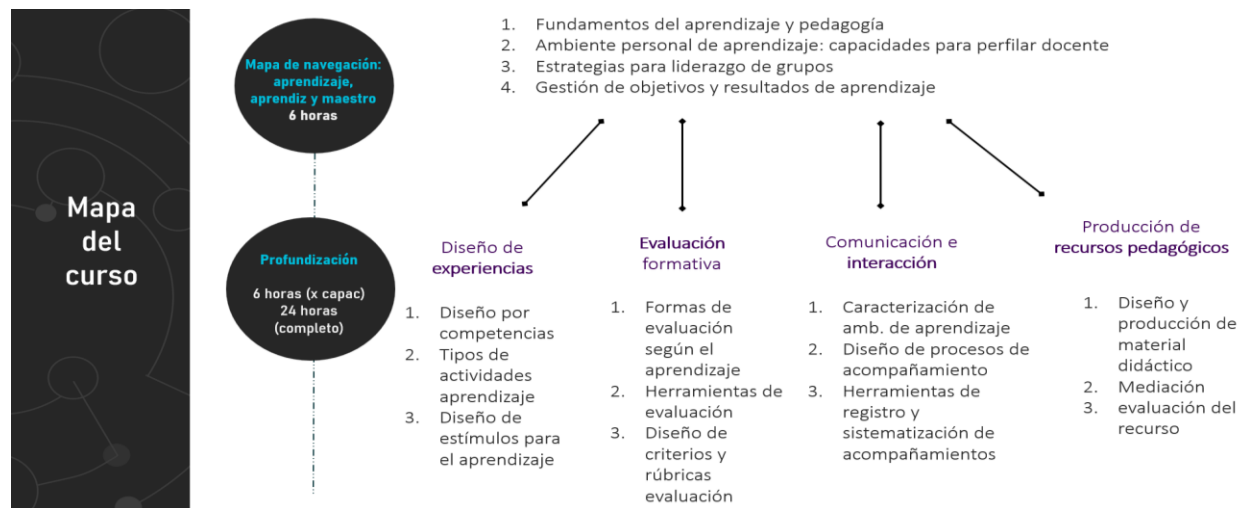 Mapa
del
curso
Mapa de navegación:
aprendizaje,
aprendiz y maestro
6 horas
1. Fundamentos del aprendizaje y pedagogía
2. Ambiente personal de aprendizaje: capacidades para perfilar docente
3. Estrategias para liderazgo de grupos
4. Gestión de objetivos y resultados de aprendizaje
Profundización
6 horas (x capac)
24 horas
(completo)
Diseño de
experiencias
1. Diseño por
competencias
2. Tipos de
actividades
aprendizaje
3. Diseño de
estímulos para
el aprendizaje
Evaluación
formativa
1. Formas de
evaluación
según el
aprendizaje
2. Herramientas de
evaluación
3. Diseño de
criterios y
rúbricas
evaluación
Comunicación e
interacción
1. Caracterización de
amb. de aprendizaje
2. Diseño de procesos de
acompañamiento
3. Herramientas de
registro y
sistematización de
acompañamientos
Producción de
recursos pedagógicos
1. Diseño y
producción de
material
didáctico
2. Mediación
3. evaluación del
recurso